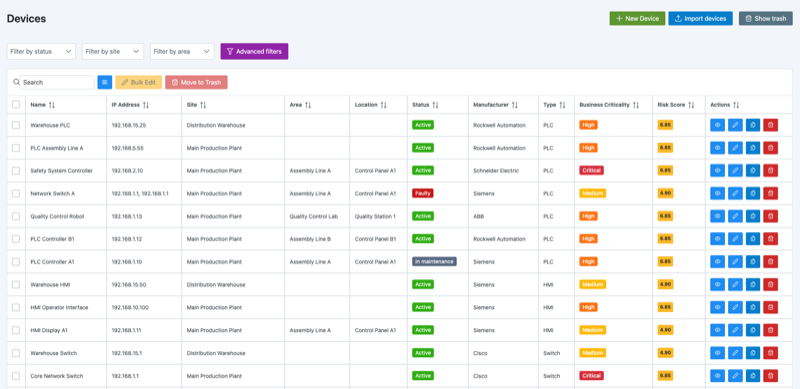 Devices
New Device
Import devices
Show trash
Filter by status
Filter by site
Filter by area
Advanced filters
Search
Bulk Edit
Move to Trash
Name IP Address Site Area Location Status Manufacturer Type Business Criticality Risk Score Actions
Warehouse PLC 192.168.15.25 Distribution Warehouse Active Rockwell Automation PLC High 6.85
PLC Assembly Line A 192.168.5.55 Main Production Plant Active Rockwell Automation PLC High 6.85
Safety System Controller 192.168.2.10 Main Production Plant Assembly Line A Control Panel A1 Active Schneider Electric PLC Critical 6.85
Network Switch A 192.168.1.1, 192.168.1.1 Main Production Plant Assembly Line A Control Panel A1 Faulty Siemens PLC Medium 4.90
Quality Control Robot 192.168.1.13 Main Production Plant Quality Control Lab Quality Station 1 Active ABB PLC High 6.85
PLC Controller B1 192.168.1.12 Main Production Plant Assembly Line B Control Panel B1 Active Rockwell Automation PLC High 6.85
PLC Controller A1 192.168.1.10 Main Production Plant Assembly Line A Control Panel A1 In maintenance Siemens PLC High 6.85
Warehouse HMI 192.168.15.50 Distribution Warehouse Active Siemens HMI Medium 4.90
HMI Operator Interface 192.168.10.100 Main Production Plant Active Siemens HMI High 6.85
HMI Display A1 192.168.1.11 Main Production Plant Assembly Line A Control Panel A1 Active Siemens HMI Medium 4.90
Warehouse Switch 192.168.15.1 Distribution Warehouse Active Cisco Switch Medium 4.90
Core Network Switch 192.168.1.1 Main Production Plant Active Cisco Switch Critical 6.85